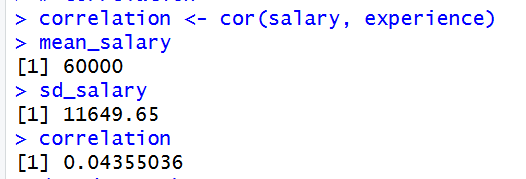 > correlation <- cor(salary, experience)
> mean_salary
[1] 60000
> sd_salary
[1] 11649.65
> correlation
[1] 0.04355036